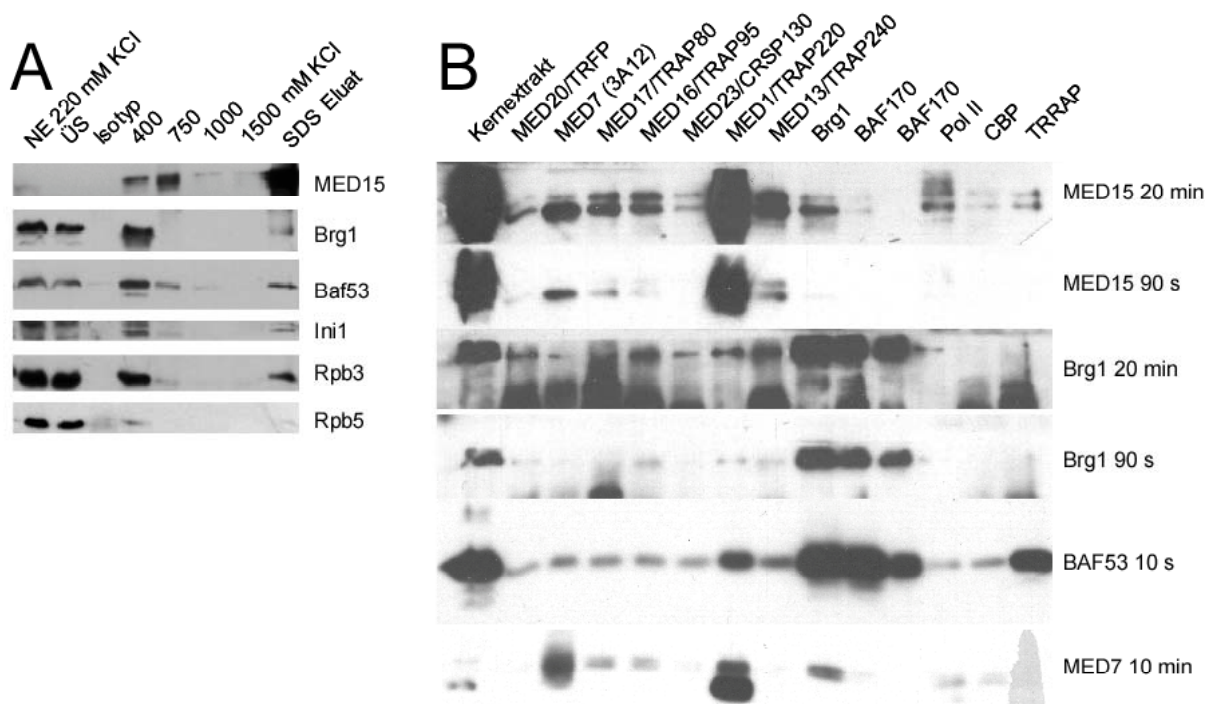 A
NE 220 mM KCl
ÜS
Isotyp
400
750
1000
1500 mM KCl
SDS Eluat
MED15
Brg1
Baf53
Ini1
Rpb3
Rpb5
B
Kernextrakt
MED20/TRFP
MED7 (3A12)
MED17/TRAP80
MED16/TRAP95
MED23/CRSP130
MED1/TRAP220
MED13/TRAP240
Brg1
BAF170
BAF170
Pol II
CBP
TRRAP
MED15 20 min
MED15 90 s
Brg1 20 min
Brg1 90 s
BAF53 10 s
MED7 10 min